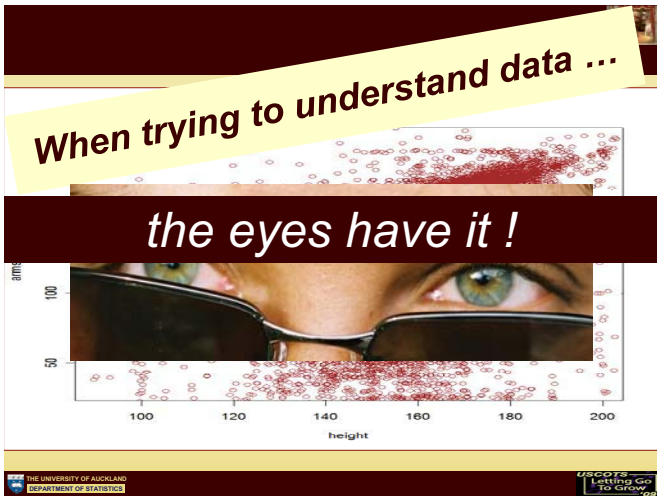 When trying to understand data ...
the eyes have it !
arms
100
50
100 120 140 160 180 200
height
THE UNIVERSITY OF AUCKLAND
DEPARTMENT OF STATISTICS
USCOTS
Letting Go
To Grow